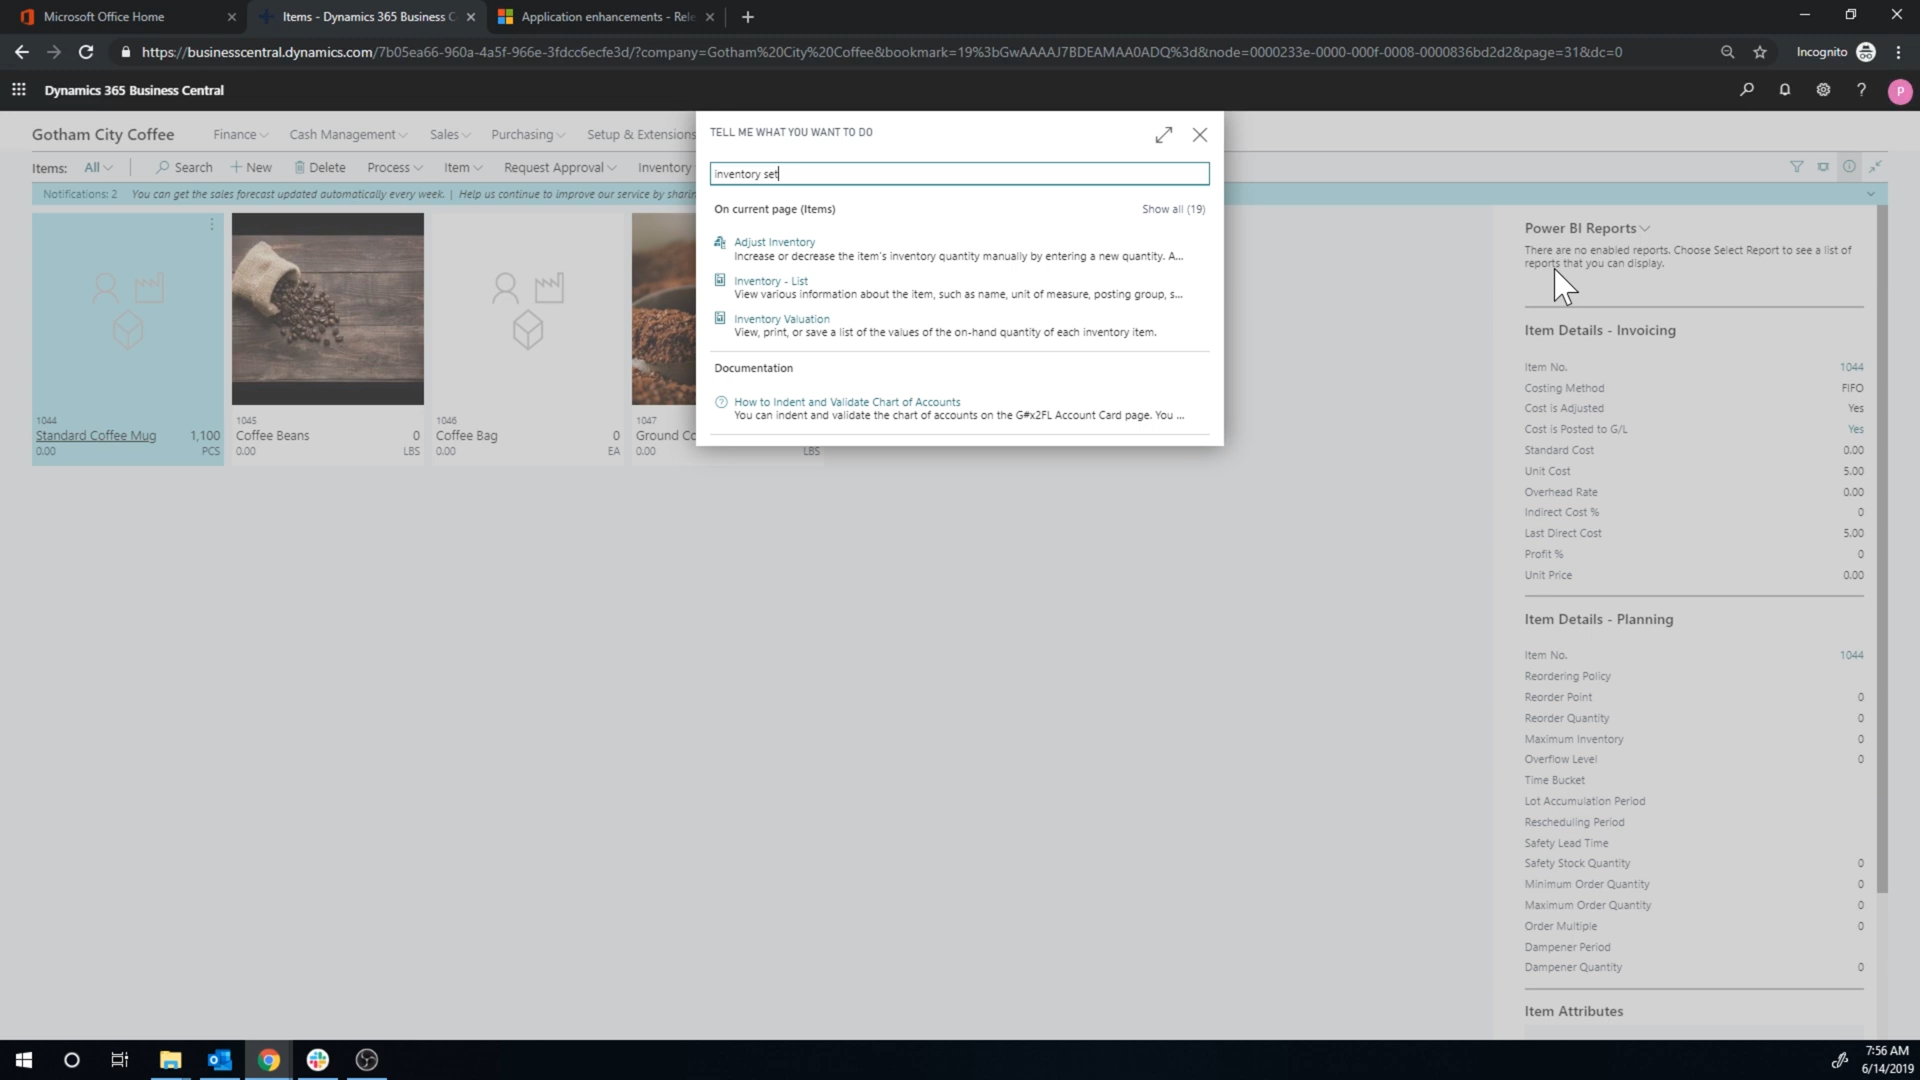 Microsoft Office Home
Items - Dynamics 365 Business C
Application enhancements - Rele
https://businesscentral.dynamics.com/7b05ea66-960a-4a5f-966e-3fdcc6ecfe3d/?company=Gotham%20City%20Coffee&bookmark=19%3bGwAAAAJ7BDEAMAA0ADQ%3d&node=0000233e-0000-000f-0008-0000836bd2d2&page=31&dc=0
Incognito
Dynamics 365 Business Central
P
Gotham City Coffee
Finance
Cash Management
Sales
Purchasing
Setup & Extensions
Items:
All
Search
New
Delete
Process
Item
Request Approval
Inventory
Notifications: 2
You can get the sales forecast updated automatically every week. | Help us continue to improve our service by sharin
1044
Standard Coffee Mug
1,100
0.00
PCS
1045
Coffee Beans
0
0.00
LBS
1046
Coffee Bag
0
0.00
EA
1047
Ground Co
0.00
LBS
TELL ME WHAT YOU WANT TO DO
inventory set
On current page (Items)
Show all (19)
Adjust Inventory
Increase or decrease the item's inventory quantity manually by entering a new quantity. A...
Inventory - List
View various information about the item, such as name, unit of measure, posting group, s...
Inventory Valuation
View, print, or save a list of the values of the on-hand quantity of each inventory item.
Documentation
How to Indent and Validate Chart of Accounts
You can indent and validate the chart of accounts on the G#x2FL Account Card page. You ...
Power BI Reports
There are no enabled reports. Choose Select Report to see a list of
reports that you can display.
Item Details - Invoicing
Item No. 1044
Costing Method FIFO
Cost is Adjusted Yes
Cost is Posted to G/L Yes
Standard Cost 0.00
Unit Cost 5.00
Overhead Rate 0.00
Indirect Cost % 0
Last Direct Cost 5.00
Profit % 0
Unit Price 0.00
Item Details - Planning
Item No. 1044
Reordering Policy
Reorder Point 0
Reorder Quantity 0
Maximum Inventory 0
Overflow Level 0
Time Bucket
Lot Accumulation Period
Rescheduling Period
Safety Lead Time
Safety Stock Quantity 0
Minimum Order Quantity 0
Maximum Order Quantity 0
Order Multiple 0
Dampener Period
Dampener Quantity 0
Item Attributes
7:56 AM
6/14/2019